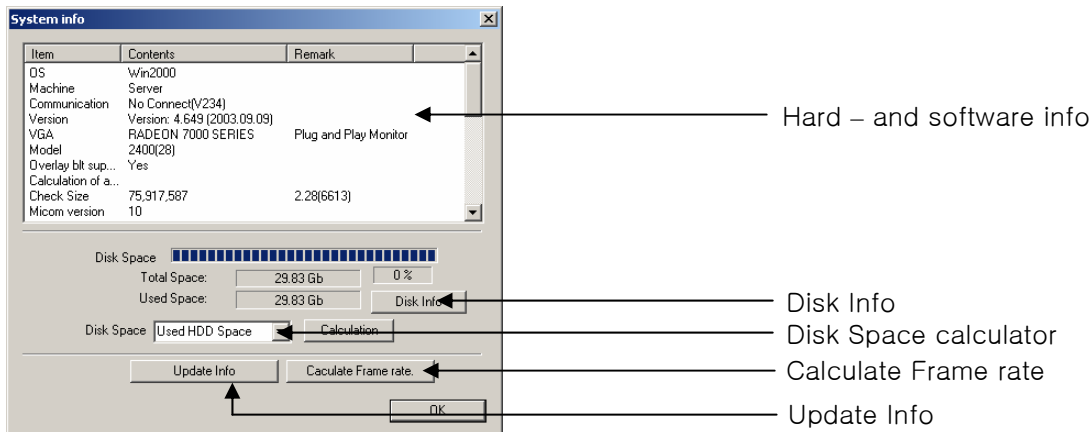 System info
Item Contents Remark
OS Win2000
Machine Server
Communication No Connect(V234)
Version Version: 4.649 (2003.09.09)
VGA RADEON 7000 SERIES Plug and Play Monitor
Model 2400(28)
Overlay blt sup... Yes
Calculation of a...
Check Size 75,917,587 2.28(6613)
Micom version 10
Hard – and software info
Disk Space
Total Space: 29.83 Gb 0 %
Used Space: 29.83 Gb Disk Info
Disk Info
Disk Space Used HDD Space Calculation
Disk Space calculator
Update Info Caculate Frame rate.
Calculate Frame rate
OK
Update Info